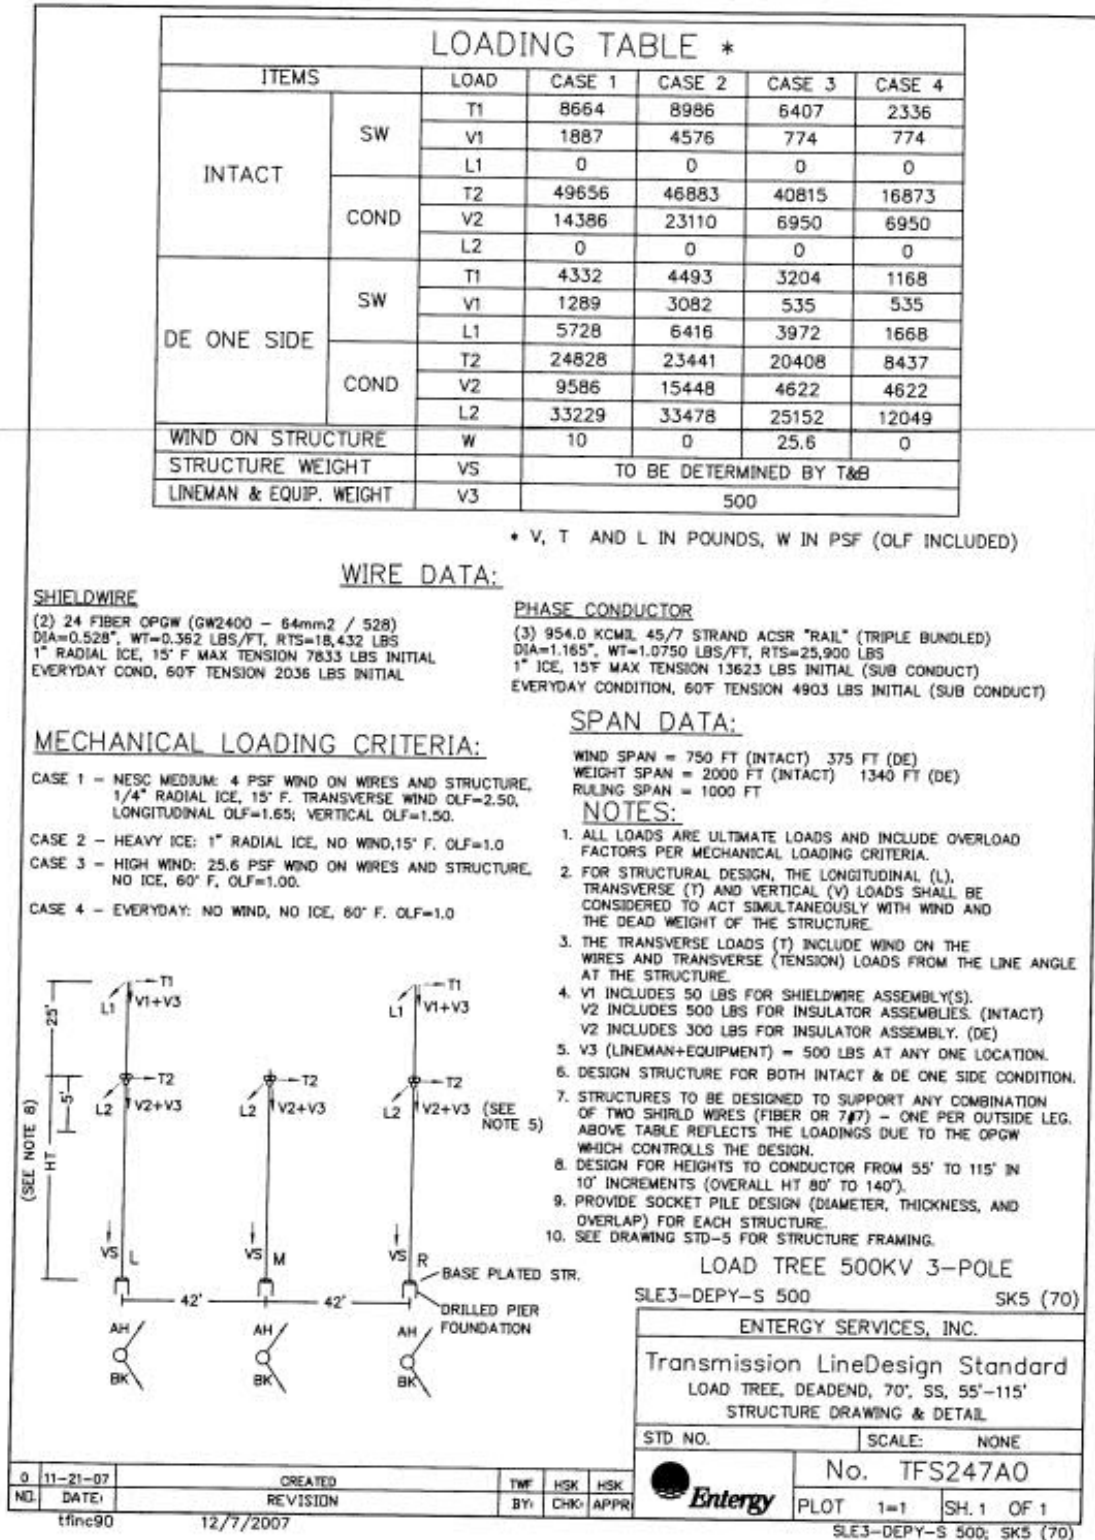 LOADING TABLE *
ITEMS LOAD CASE 1 CASE 2 CASE 3 CASE 4
INTACT SW T1 8664 8986 6407 2336
V1 1887 4576 774 774
L1 0 0 0 0
COND T2 49656 46883 40815 16873
V2 14386 23110 6950 6950
L2 0 0 0 0
DE ONE SIDE SW T1 4332 4493 3204 1168
V1 1289 3082 535 535
L1 5728 6416 3972 1668
COND T2 24828 23441 20408 8437
V2 9586 15448 4622 4622
L2 33229 33478 25152 12049
WIND ON STRUCTURE W 10 0 25.6 0
STRUCTURE WEIGHT VS TO BE DETERMINED BY T&B
LINEMAN & EQUIP. WEIGHT V3 500
* V, T AND L IN POUNDS, W IN PSF (OLF INCLUDED)
WIRE DATA:
SHIELDWIRE
(2) 24 FIBER OPGW (GW2400 - 64mm2 / 528)
DIA=0.528", WT=0.362 LBS/FT, RTS=18,432 LBS
1" RADIAL ICE, 15° F MAX TENSION 7833 LBS INITIAL
EVERYDAY COND, 60°F TENSION 2036 LBS INITIAL
PHASE CONDUCTOR
(3) 954.0 KCMIL 45/7 STRAND ACSR "RAIL" (TRIPLE BUNDLED)
DIA=1.165", WT=1.0750 LBS/FT, RTS=25,900 LBS
1" ICE, 15°F MAX TENSION 13623 LBS INITIAL (SUB CONDUCT)
EVERYDAY CONDITION, 60°F TENSION 4903 LBS INITIAL (SUB CONDUCT)
MECHANICAL LOADING CRITERIA:
CASE 1 - NESC MEDIUM: 4 PSF WIND ON WIRES AND STRUCTURE,
1/4" RADIAL ICE, 15° F. TRANSVERSE WIND OLF=2.50,
LONGITUDINAL OLF=1.65; VERTICAL OLF=1.50.
CASE 2 - HEAVY ICE: 1" RADIAL ICE, NO WIND,15° F. OLF=1.0
CASE 3 - HIGH WIND: 25.6 PSF WIND ON WIRES AND STRUCTURE,
NO ICE, 60° F, OLF=1.00.
CASE 4 - EVERYDAY: NO WIND, NO ICE, 60° F. OLF=1.0
SPAN DATA:
WIND SPAN = 750 FT (INTACT) 375 FT (DE)
WEIGHT SPAN = 2000 FT (INTACT) 1340 FT (DE)
RULING SPAN = 1000 FT
NOTES:
1. ALL LOADS ARE ULTIMATE LOADS AND INCLUDE OVERLOAD
FACTORS PER MECHANICAL LOADING CRITERIA.
2. FOR STRUCTURAL DESIGN, THE LONGITUDINAL (L),
TRANSVERSE (T) AND VERTICAL (V) LOADS SHALL BE
CONSIDERED TO ACT SIMULTANEOUSLY WITH WIND AND
THE DEAD WEIGHT OF THE STRUCTURE.
3. THE TRANSVERSE LOADS (T) INCLUDE WIND ON THE
WIRES AND TRANSVERSE (TENSION) LOADS FROM THE LINE ANGLE
AT THE STRUCTURE.
4. V1 INCLUDES 50 LBS FOR SHIELDWIRE ASSEMBLY(S).
V2 INCLUDES 500 LBS FOR INSULATOR ASSEMBLIES. (INTACT)
V2 INCLUDES 300 LBS FOR INSULATOR ASSEMBLY. (DE)
5. V3 (LINEMAN+EQUIPMENT) = 500 LBS AT ANY ONE LOCATION.
6. DESIGN STRUCTURE FOR BOTH INTACT & DE ONE SIDE CONDITION.
7. STRUCTURES TO BE DESIGNED TO SUPPORT ANY COMBINATION
OF TWO SHIRLD WIRES (FIBER OR 7#7) - ONE PER OUTSIDE LEG.
ABOVE TABLE REFLECTS THE LOADINGS DUE TO THE OPGW
WHICH CONTROLLS THE DESIGN.
8. DESIGN FOR HEIGHTS TO CONDUCTOR FROM 55' TO 115' IN
10' INCREMENTS (OVERALL HT 80' TO 140').
9. PROVIDE SOCKET PILE DESIGN (DIAMETER, THICKNESS, AND
OVERLAP) FOR EACH STRUCTURE.
10. SEE DRAWING STD-5 FOR STRUCTURE FRAMING.
T1 T1
L1 V1+V3 L1 V1+V3
25'
T2 T2 T2
L2 V2+V3 L2 V2+V3 L2 V2+V3 (SEE
NOTE 5)
5'
HT
(SEE NOTE 8)
VS L VS M VS R
BASE PLATED STR.
42' 42'
DRILLED PIER
FOUNDATION
AH AH AH
BK BK BK
LOAD TREE 500KV 3-POLE
SLE3-DEPY-S 500 SK5 (70)
ENTERGY SERVICES, INC.
Transmission LineDesign Standard
LOAD TREE, DEADEND, 70°, SS, 55'-115'
STRUCTURE DRAWING & DETAIL
STD NO. SCALE: NONE
Entergy
No. TFS247A0
PLOT 1=1 SH. 1 OF 1
0 11-21-07 CREATED TWF HSK HSK
NO. DATE: REVISION BY: CHK: APPR
tfinc90 12/7/2007
SLE3-DEPY-S 500; SK5 (70)